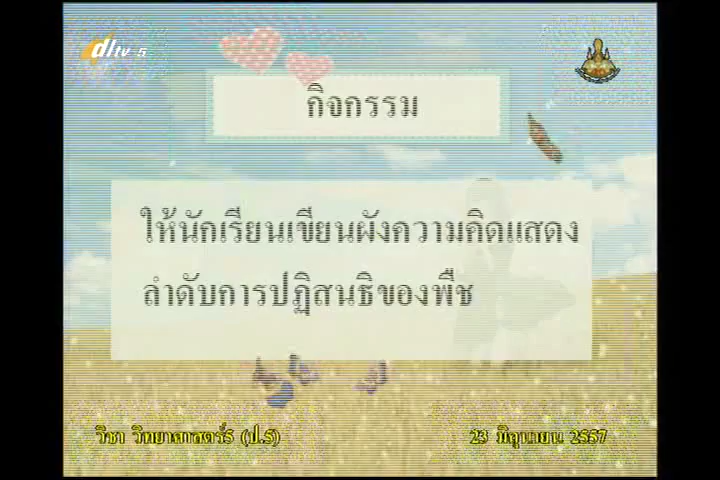 dltv 5
กิจกรรม
ให้นักเรียนเขียนผังความคิดแสดง
ลำดับการปฏิสนธิของพืช
วิชา วิทยาศาสตร์5 (ป.5)
23 มิถุนายน 2557